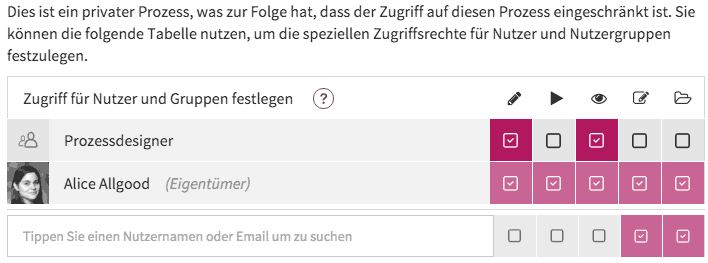 Dies ist ein privater Prozess, was zur Folge hat, dass der Zugriff auf diesen Prozess eingeschränkt ist. Sie
können die folgende Tabelle nutzen, um die speziellen Zugriffsrechte für Nutzer und Nutzergruppen
festzulegen.
Zugriff für Nutzer und Gruppen festlegen ?
Prozessdesigner
Alice Allgood (Eigentümer)
Tippen Sie einen Nutzernamen oder Email um zu suchen